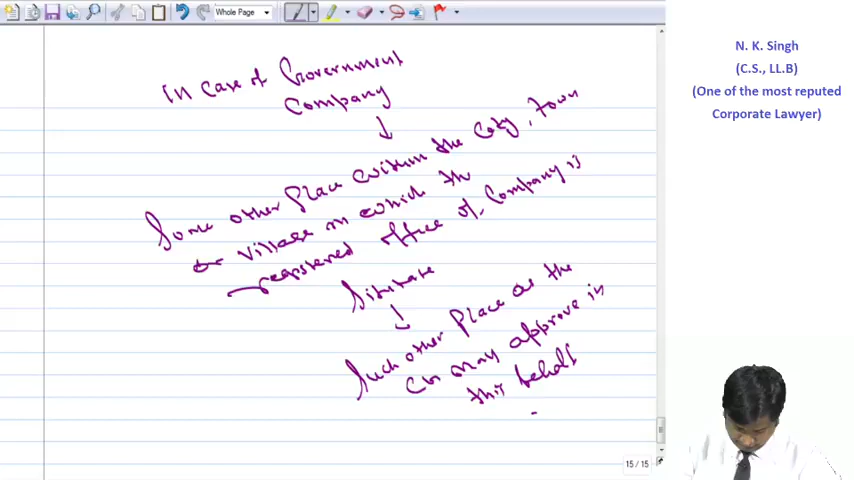 Whole Page
N. K. Singh
(C.S., LL.B)
(One of the most reputed
Corporate Lawyer)
In case of Government
Company
Some other Place within the City, town
or village in which the
registered office of Company is
Situate
Such other place as the
CG may approve in
this behalf
15 / 15